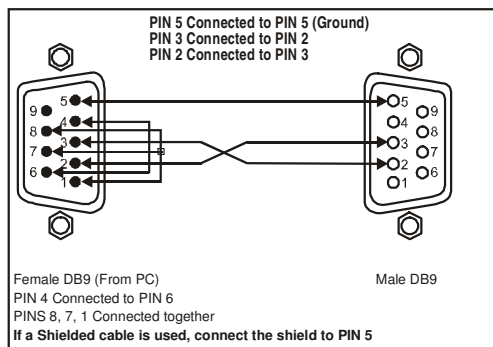 PIN 5 Connected to PIN 5 (Ground)
PIN 3 Connected to PIN 2
PIN 2 Connected to PIN 3
5
9
4
8
3
7
2
6
1
5
9
4
8
3
7
2
6
1
Female DB9 (From PC)
Male DB9
PIN 4 Connected to PIN 6
PINS 8, 7, 1 Connected together
If a Shielded cable is used, connect the shield to PIN 5